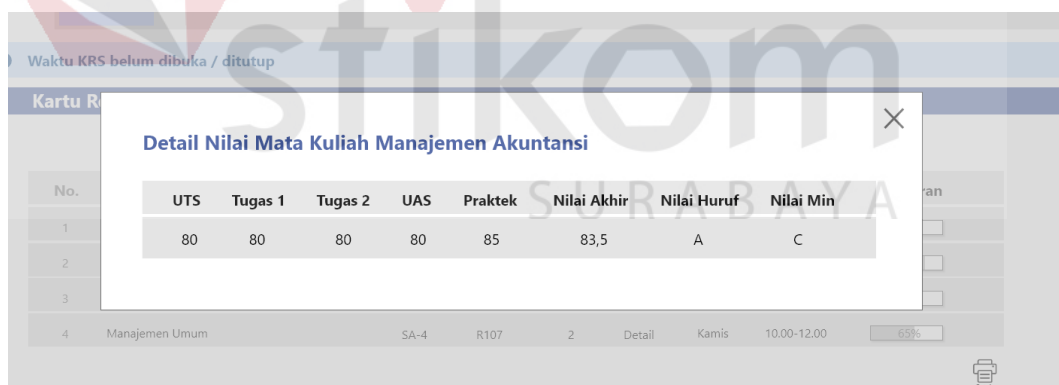 stikom
SURABAYA
Waktu KRS belum dibuka / ditutup
Kartu R
Detail Nilai Mata Kuliah Manajemen Akuntansi
No.
UTS Tugas 1 Tugas 2 UAS Praktek Nilai Akhir Nilai Huruf Nilai Min
80 80 80 80 85 83,5 A C
1
2
3
4 Manajemen Umum SA-4 R107 2 Detail Kamis 10.00-12.00 65%